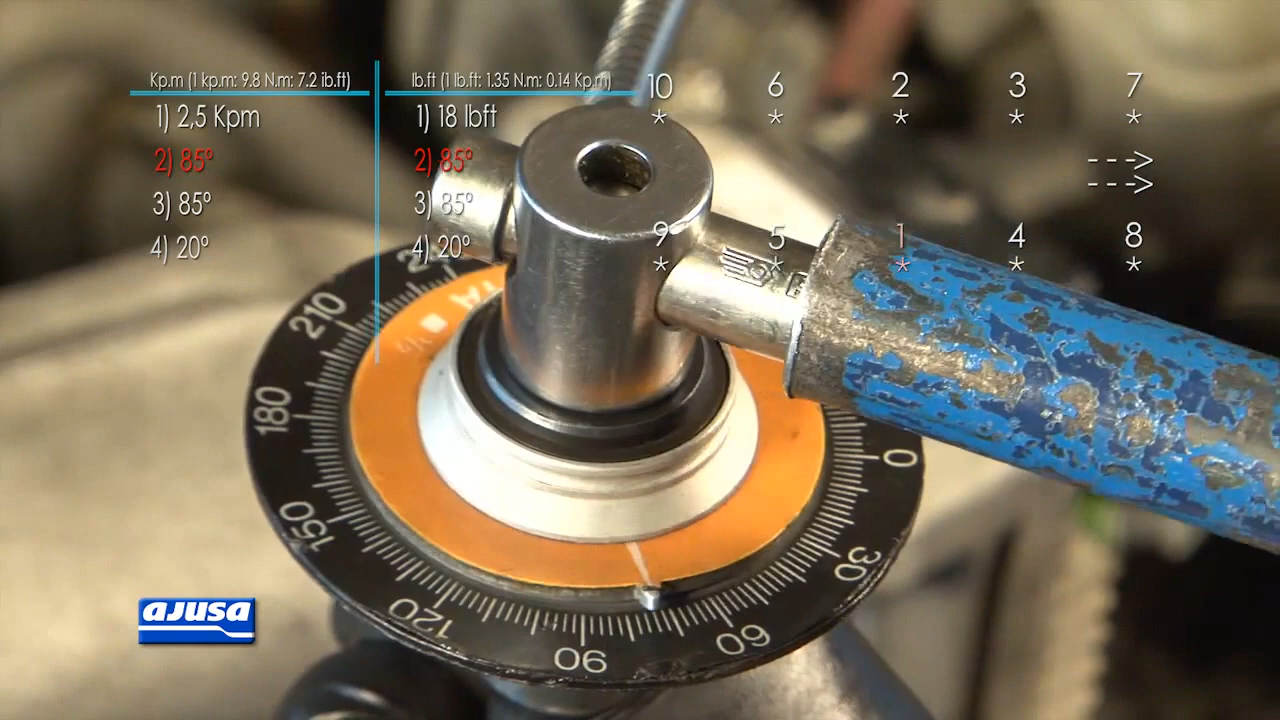 Kp.m (1 kp.m: 9.8 N.m: 7.2 ib.ft)
1) 2,5 Kpm
2) 85º
3) 85º
4) 20º
lb.ft (1 lb.ft: 1.35 N.m: 0.14 Kp.m)
1) 18 lbft
2) 85º
3) 85º
4) 20º
10 6 2 3 7
* * * * *
--->
--->
9 5 1 4 8
* * * * *
210
180
150
120
90
60
30
0
AJUSA